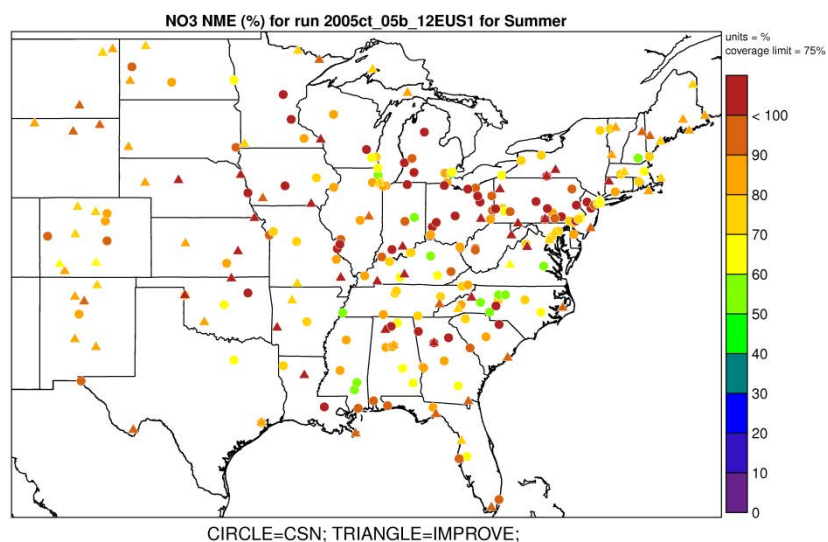 NO3 NME (%) for run 2005ct_05b_12EUS1 for Summer
units = %
coverage limit = 75%
< 100
90
80
70
60
50
40
30
20
10
0
CIRCLE=CSN; TRIANGLE=IMPROVE;